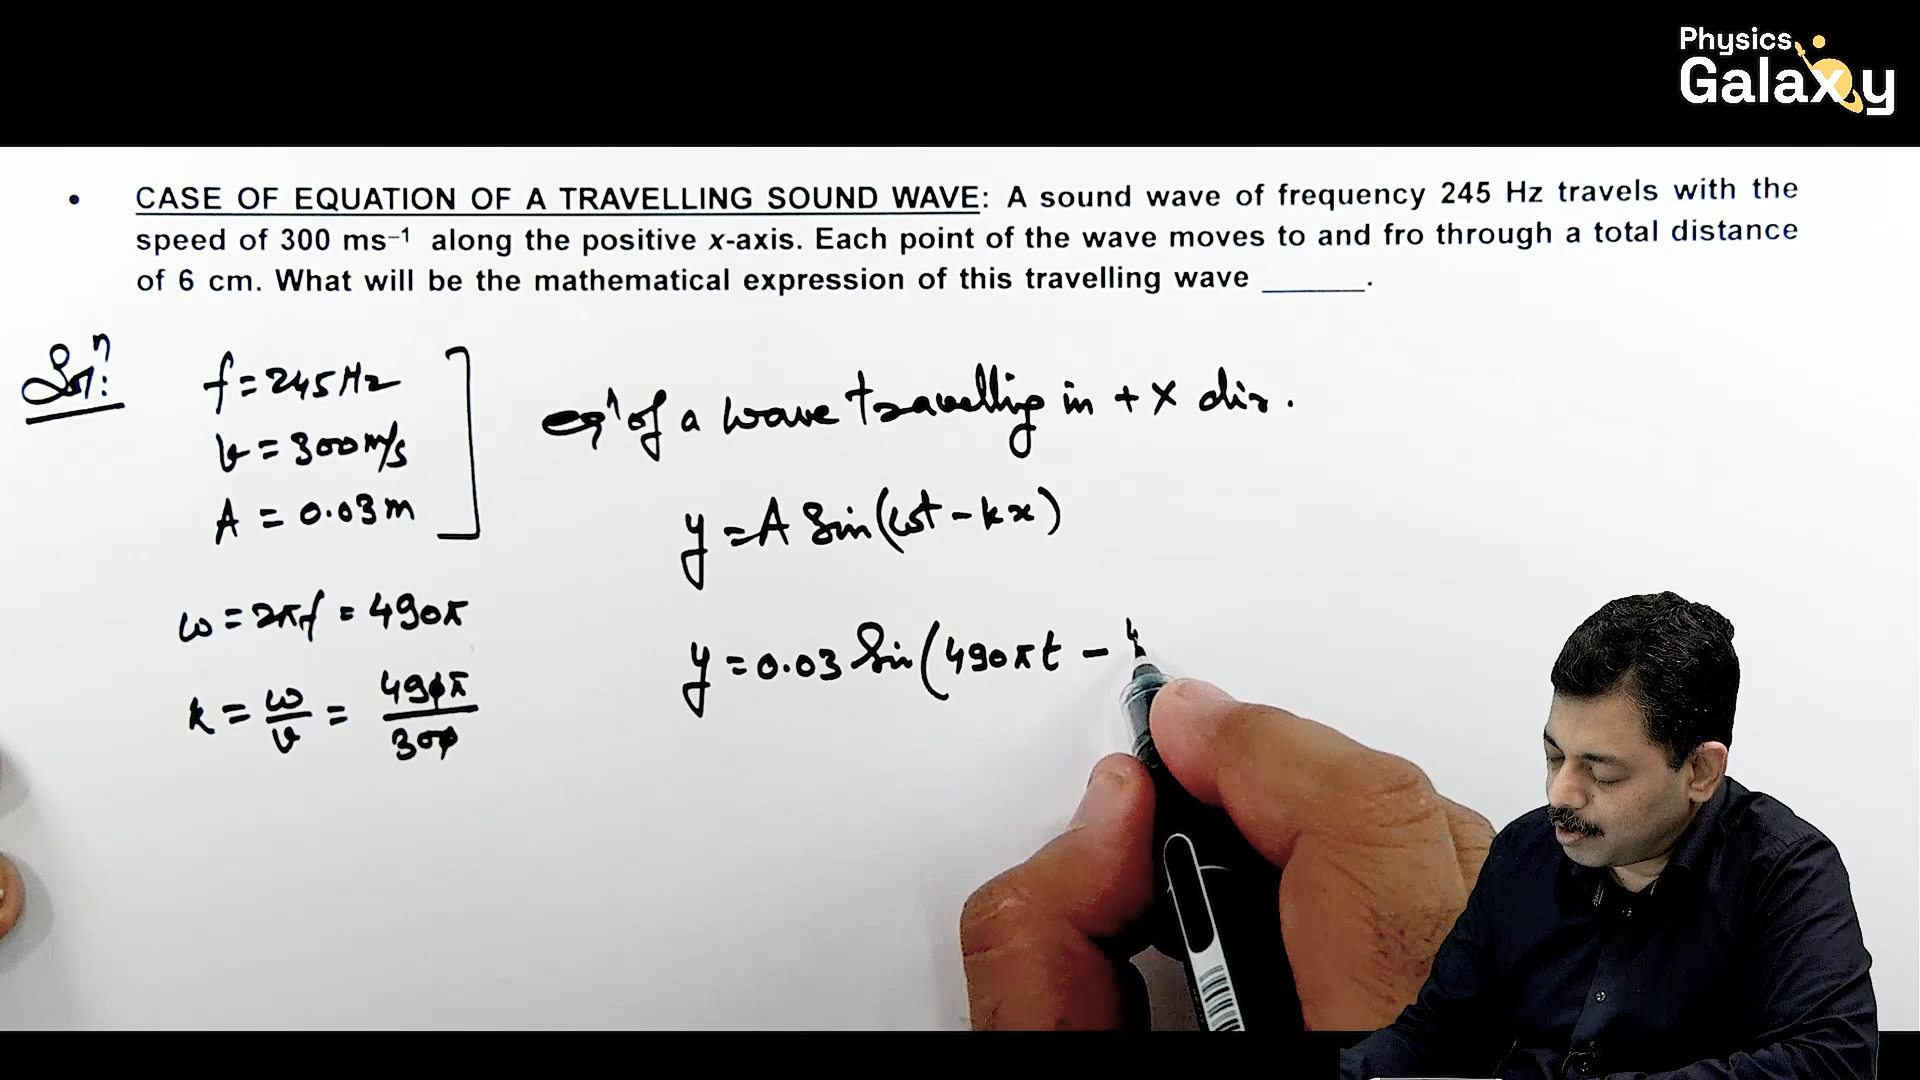 Physics
Galaxy
• CASE OF EQUATION OF A TRAVELLING SOUND WAVE: A sound wave of frequency 245 Hz travels with the
speed of 300 ms⁻¹ along the positive x-axis. Each point of the wave moves to and fro through a total distance
of 6 cm. What will be the mathematical expression of this travelling wave ______.
Solⁿ:
f = 245 Hz
v = 300 m/s
A = 0.03 m
ω = 2πf = 490π
k = ω/v = 490π/300
eqⁿ of a wave travelling in + X dir.
y = A Sin(ωt - kx)
y = 0.03 Sin(490πt - 4